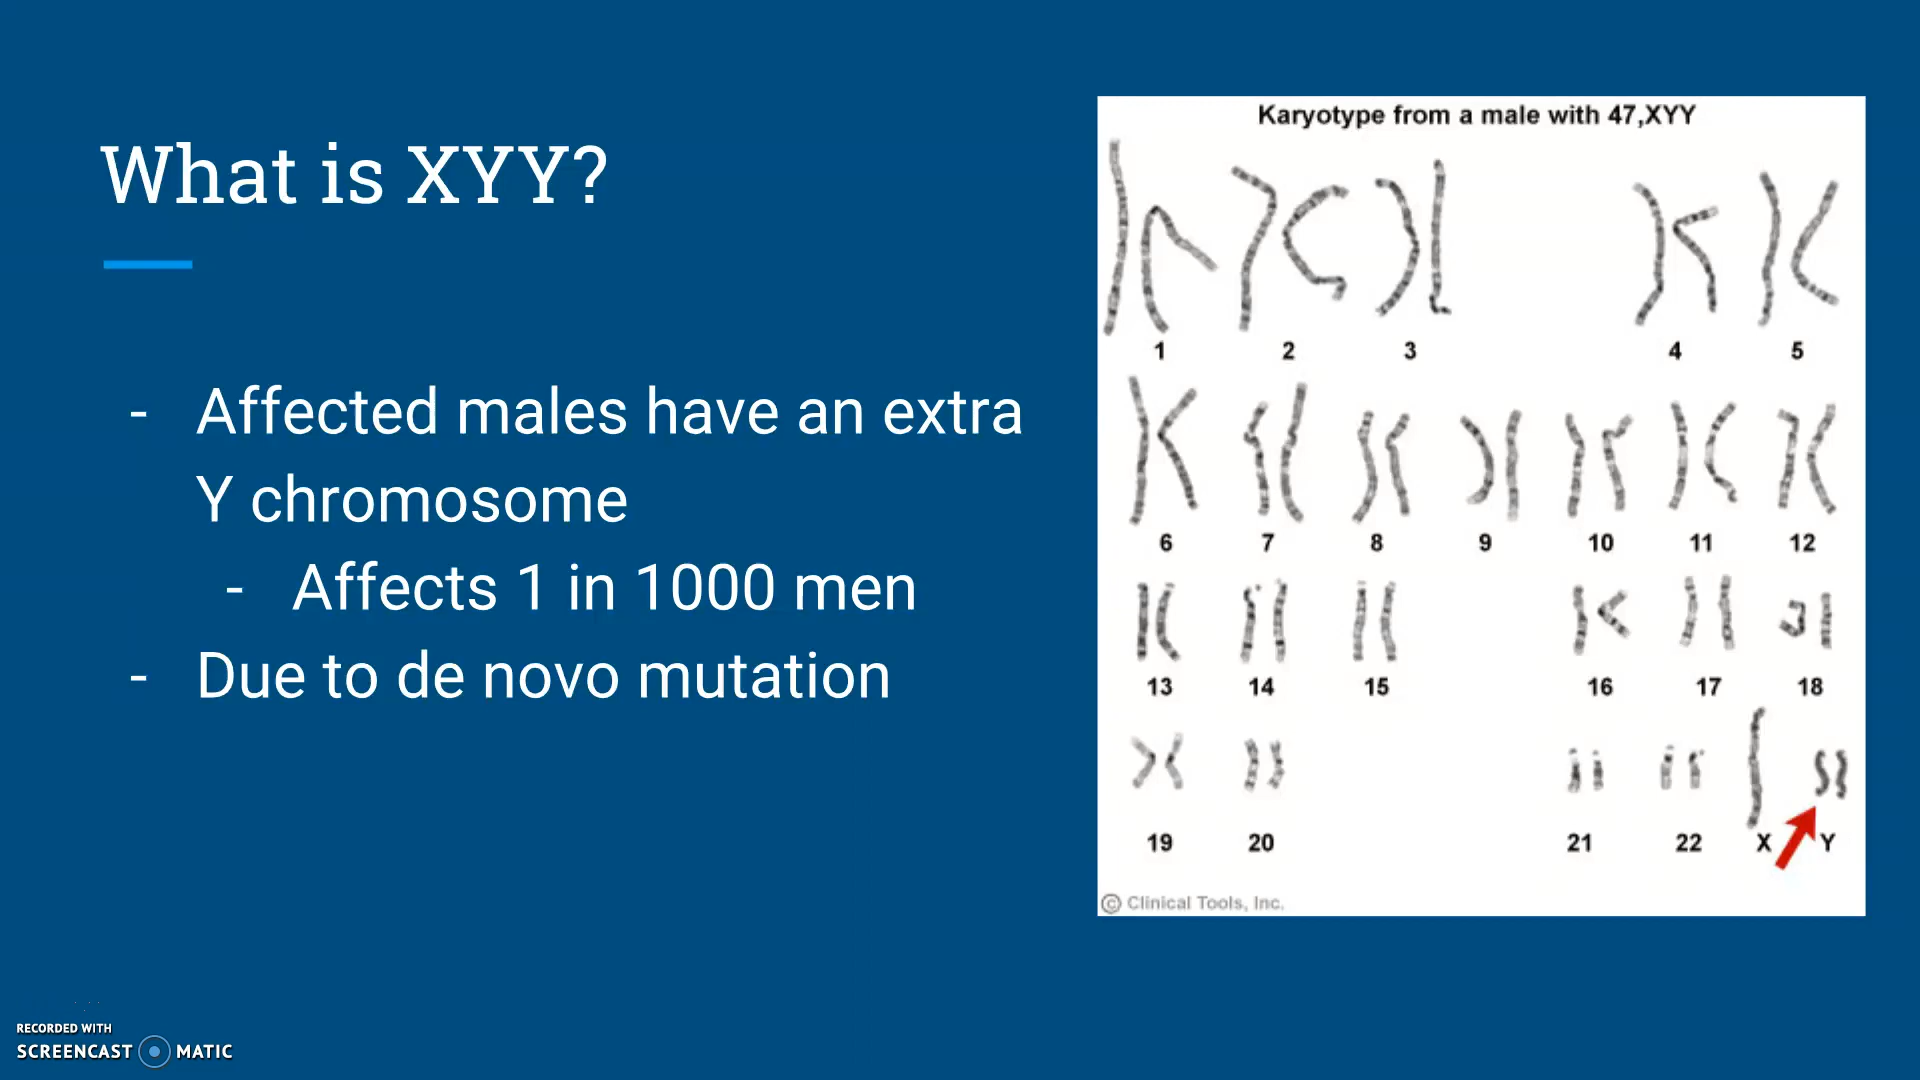 What is XYY?
- Affected males have an extra
Y chromosome
- Affects 1 in 1000 men
- Due to de novo mutation
Karyotype from a male with 47,XYY
1 2 3 4 5
6 7 8 9 10 11 12
13 14 15 16 17 18
19 20 21 22 X Y
© Clinical Tools, Inc.
RECORDED WITH
SCREENCAST MATIC